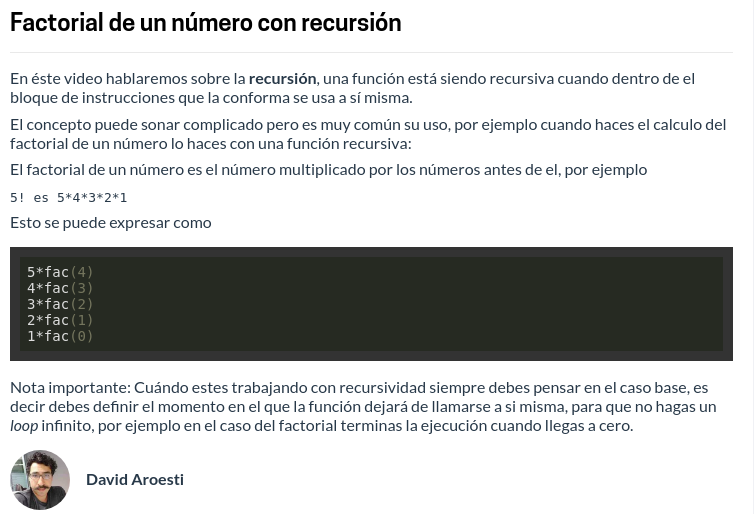 Factorial de un número con recursión
En éste video hablaremos sobre la recursión, una función está siendo recursiva cuando dentro de el
bloque de instrucciones que la conforma se usa a sí misma.
El concepto puede sonar complicado pero es muy común su uso, por ejemplo cuando haces el calculo del
factorial de un número lo haces con una función recursiva:
El factorial de un número es el número multiplicado por los números antes de el, por ejemplo
5! es 5*4*3*2*1
Esto se puede expresar como
5*fac(4)
4*fac(3)
3*fac(2)
2*fac(1)
1*fac(0)
Nota importante: Cuándo estes trabajando con recursividad siempre debes pensar en el caso base, es
decir debes definir el momento en el que la función dejará de llamarse a si misma, para que no hagas un
loop infinito, por ejemplo en el caso del factorial terminas la ejecución cuando llegas a cero.
David Aroesti